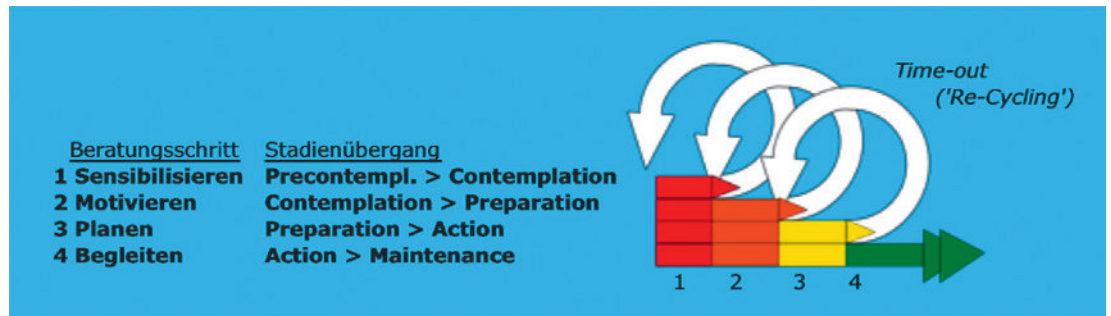 Time-out
('Re-Cycling')
Beratungsschritt Stadienübergang
1 Sensibilisieren Precontempl. > Contemplation
2 Motivieren Contemplation > Preparation
3 Planen Preparation > Action
4 Begleiten Action > Maintenance
1 2 3 4